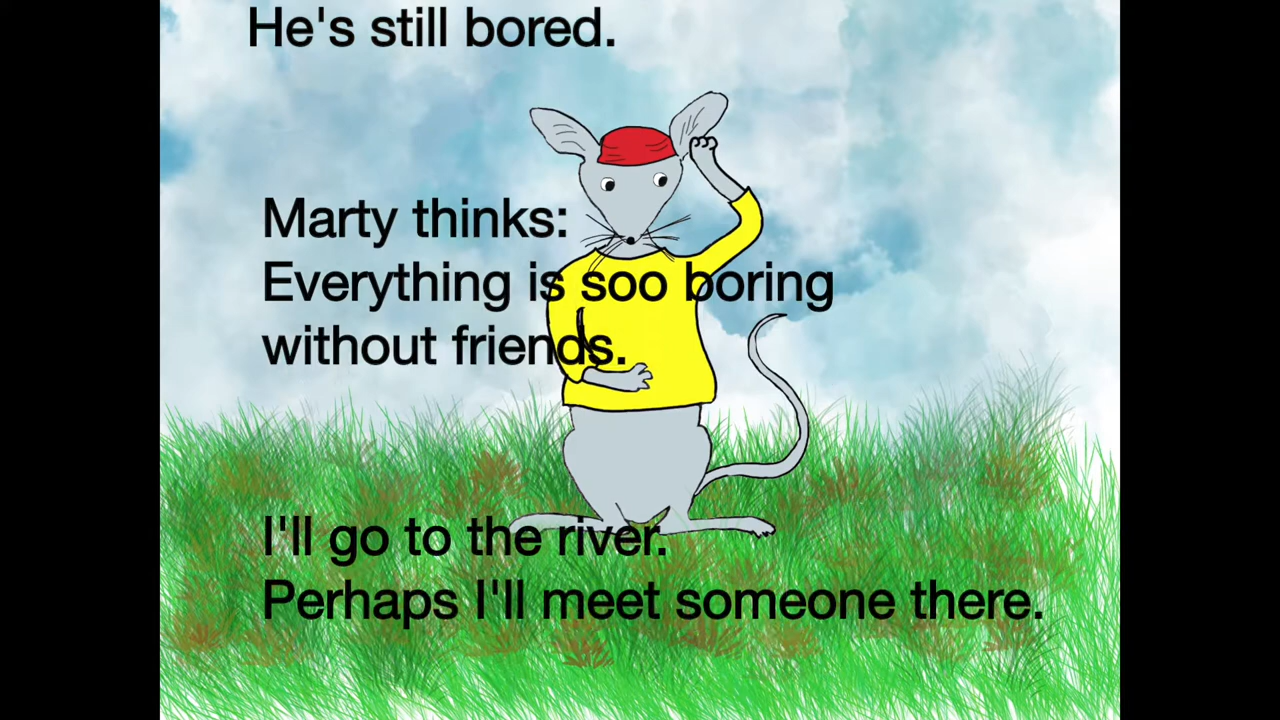 He's still bored.
Marty thinks:
Everything is soo boring
without friends.
I'll go to the river.
Perhaps I'll meet someone there.